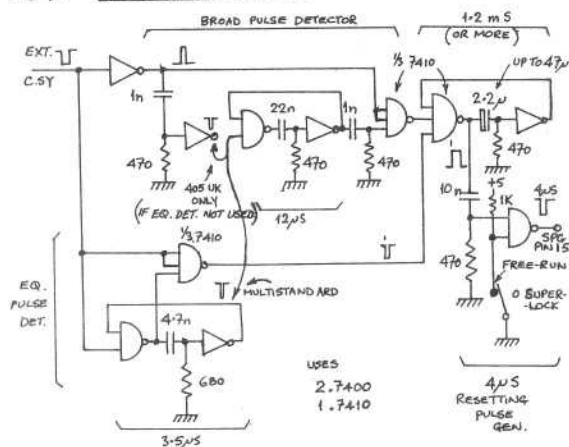 BROAD PULSE DETECTOR
1·2 mS
(OR MORE)
EXT.
C.SY
⅓ 7410
UP TO 47µ
1n
22n
1n
2·2µ
470
470
470
470
405 UK
ONLY
(IF EQ. DET. NOT USED)
12µS
10n
+5
1K
4µS
SPG
PIN 15
⅓.7410
470
FREE-RUN
EQ.
PULSE
DET.
MULTISTANDARD
O SUPER-
LOCK
4·7n
680
USES
2.7400
1.7410
4µS
RESETTING
PULSE
GEN.
3·5µS